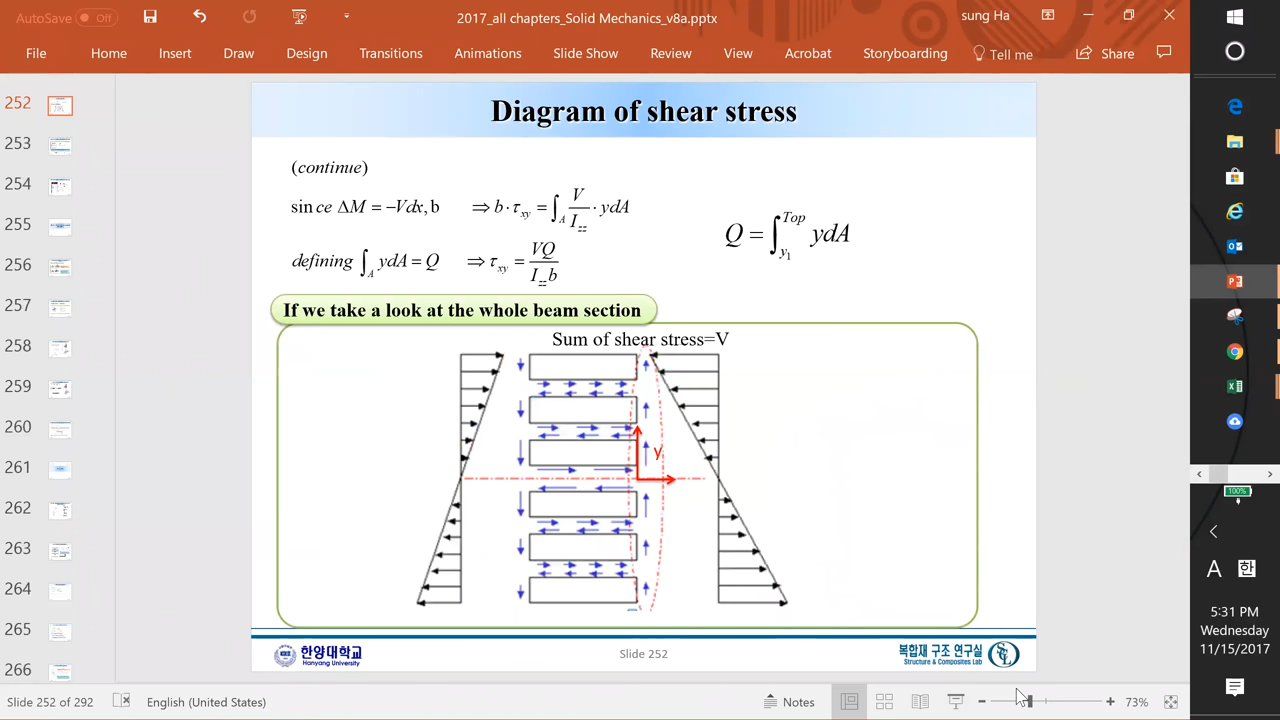 AutoSave Off
2017_all chapters_Solid Mechanics_v8a.pptx
sung Ha
File Home Insert Draw Design Transitions Animations Slide Show Review View Acrobat Storyboarding Tell me Share
252
253
254
255
256
257
258
259
260
261
262
263
264
265
266
Diagram of shear stress
(continue)
sin ce ΔM = −Vdx, b ⇒ b · τ_xy = ∫_A V/I_zz · ydA
defining ∫_A ydA = Q ⇒ τ_xy = VQ/I_zz b
Q = ∫_y₁^Top ydA
If we take a look at the whole beam section
Sum of shear stress=V
y
한양대학교
Hanyang University
Slide 252
복합재 구조 연구실
Structure & Composites Lab
Slide 252 of 292
English (United States)
Notes
73%
100%
A 한
5:31 PM
Wednesday
11/15/2017